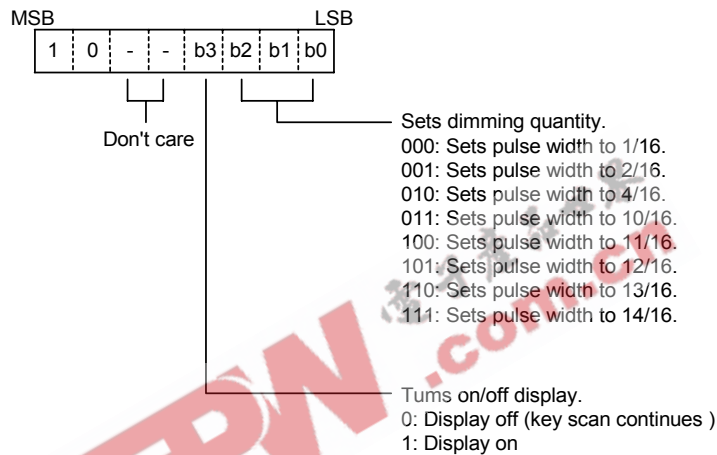 MSB LSB
1 0 - - b3 b2 b1 b0
Don't care
Sets dimming quantity.
000: Sets pulse width to 1/16.
001: Sets pulse width to 2/16.
010: Sets pulse width to 4/16.
011: Sets pulse width to 10/16.
100: Sets pulse width to 11/16.
101: Sets pulse width to 12/16.
110: Sets pulse width to 13/16.
111: Sets pulse width to 14/16.
.com.cn
Turns on/off display.
0: Display off (key scan continues )
1: Display on